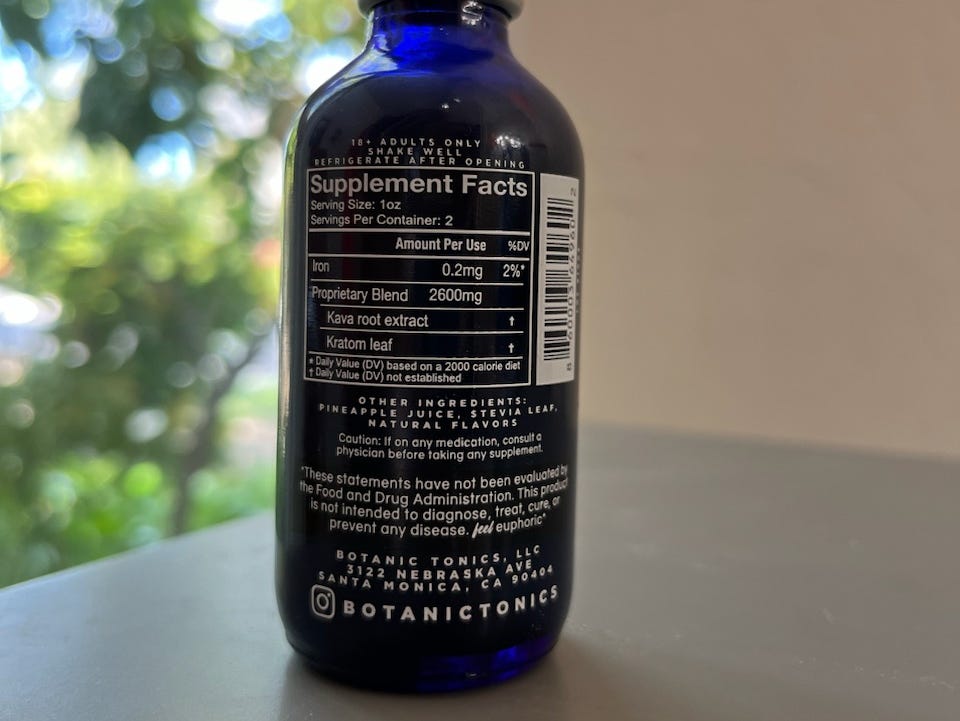 18+ ADULTS ONLY
SHAKE WELL
REFRIGERATE AFTER OPENING
Supplement Facts
Serving Size: 1oz
Servings Per Container: 2
Amount Per Use %DV
Iron 0.2mg 2%*
Proprietary Blend 2600mg
Kava root extract †
Kratom leaf †
* Daily Value (DV) based on a 2000 calorie diet
† Daily Value (DV) not established
OTHER INGREDIENTS:
PINEAPPLE JUICE, STEVIA LEAF,
NATURAL FLAVORS
Caution: If on any medication, consult a
physician before taking any supplement.
*These statements have not been evaluated by
the Food and Drug Administration. This product
is not intended to diagnose, treat, cure, or
prevent any disease. feel euphoric*
BOTANIC TONICS, LLC
3122 NEBRASKA AVE
SANTA MONICA, CA 90404
BOTANICTONICS